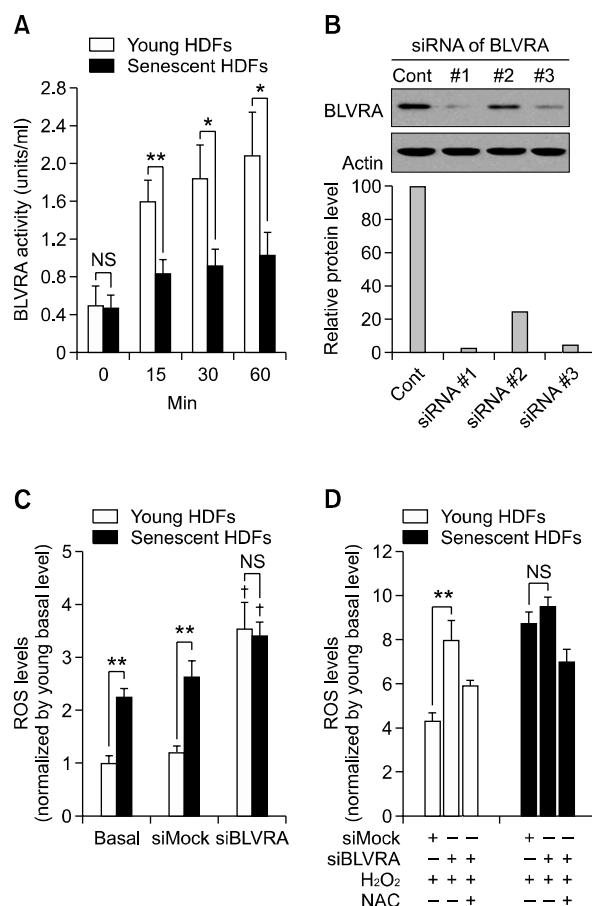 A
Young HDFs
Senescent HDFs
BLVRA activity (units/ml)
2.8
2.4
2.0
1.6
1.2
0.8
0.4
0
NS
**
*
*
0 15 30 60
Min
B
siRNA of BLVRA
Cont #1 #2 #3
BLVRA
Actin
Relative protein level
100
80
60
40
20
0
Cont
siRNA #1
siRNA #2
siRNA #3
C
Young HDFs
Senescent HDFs
ROS levels
(normalized by young basal level)
5
4
3
2
1
0
**
**
NS
† †
Basal siMock siBLVRA
D
Young HDFs
Senescent HDFs
ROS levels
(normalized by young basal level)
12
10
8
6
4
2
0
**
NS
siMock + − − + − −
siBLVRA − + + − + +
H₂O₂ + + + + + +
NAC − − + − − +